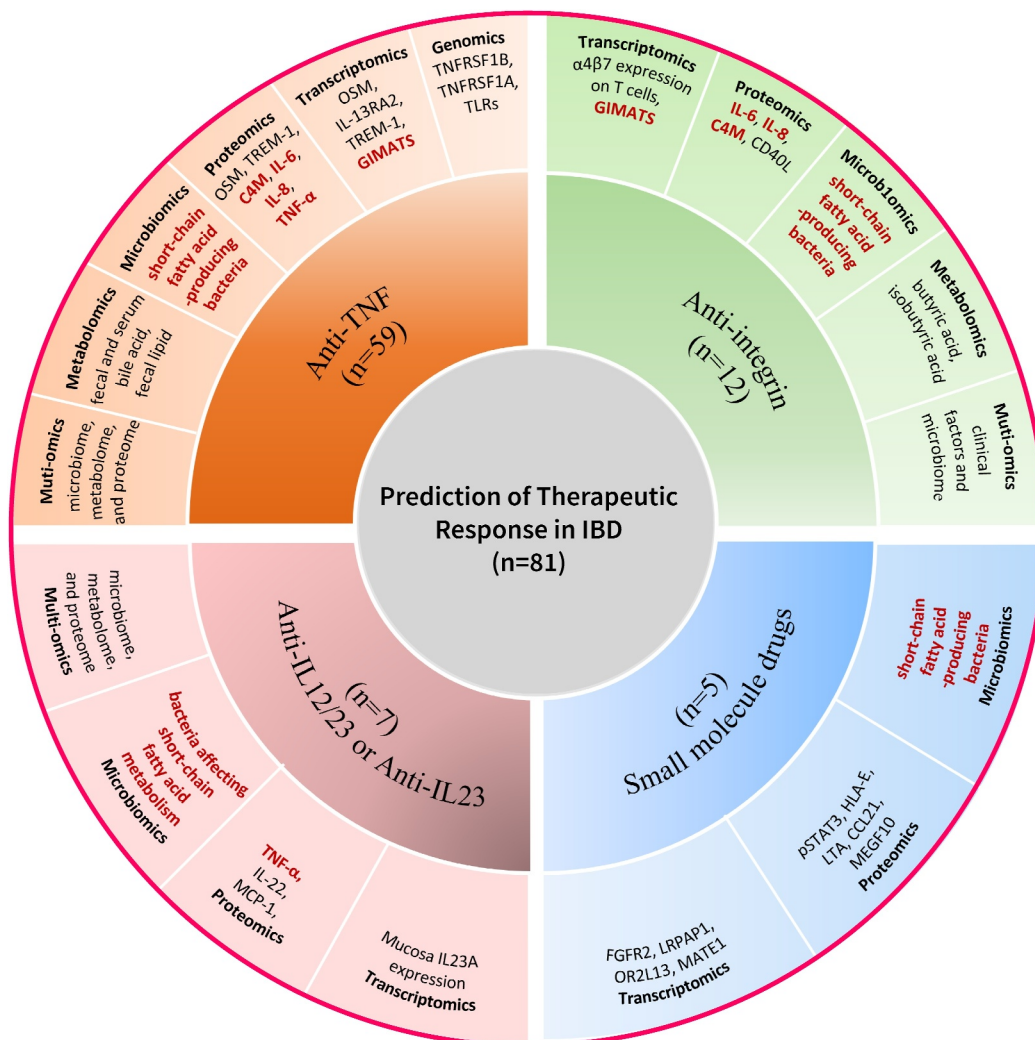 Prediction of Therapeutic
Response in IBD
(n=81)
Anti-TNF
(n=59)
Genomics
TNFRSF1B,
TNFRSF1A,
TLRs
Transcriptomics
OSM,
IL-13RA2,
TREM-1,
GIMATS
Proteomics
OSM, TREM-1,
C4M, IL-6,
IL-8,
TNF-α
Microbiomics
short-chain
fatty acid
-producing
bacteria
Metabolomics
fecal and serum
bile acid,
fecal lipid
Muti-omics
microbiome,
metabolome,
and proteome
Anti-integrin
(n=12)
Transcriptomics
α4β7 expression
on T cells,
GIMATS
Proteomics
IL-6, IL-8,
C4M, CD40L
Microb1omics
short-chain
fatty acid
-producing
bacteria
Metabolomics
butyric acid,
isobutyric acid
Muti-omics
clinical
factors and
microbiome
(n=5)
Small molecule drugs
short-chain
fatty acid
-producing
bacteria
Microbiomics
pSTAT3, HLA-E,
LTA, CCL21,
MEGF10
Proteomics
FGFR2, LRPAP1,
OR2L13, MATE1
Transcriptomics
(n=7)
Anti-IL12/23 or Anti-IL23
Mucosa IL23A
expression
Transcriptomics
TNF-α,
IL-22,
MCP-1,
Proteomics
bacteria affecting
short-chain
fatty acid
metabolism
Microbiomics
microbiome,
metabolome,
and proteome
Multi-omics